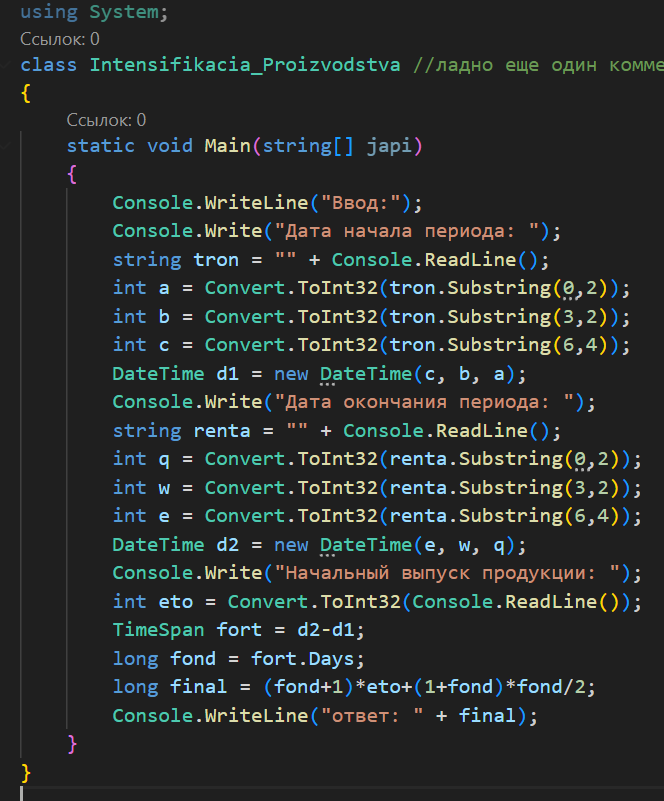 using System;
Ссылок: 0
class Intensifikacia_Proizvodstva //ладно еще один комме
{
Ссылок: 0
static void Main(string[] japi)
{
Console.WriteLine("Ввод:");
Console.Write("Дата начала периода: ");
string tron = "" + Console.ReadLine();
int a = Convert.ToInt32(tron.Substring(0,2));
int b = Convert.ToInt32(tron.Substring(3,2));
int c = Convert.ToInt32(tron.Substring(6,4));
DateTime d1 = new DateTime(c, b, a);
Console.Write("Дата окончания периода: ");
string renta = "" + Console.ReadLine();
int q = Convert.ToInt32(renta.Substring(0,2));
int w = Convert.ToInt32(renta.Substring(3,2));
int e = Convert.ToInt32(renta.Substring(6,4));
DateTime d2 = new DateTime(e, w, q);
Console.Write("Начальный выпуск продукции: ");
int eto = Convert.ToInt32(Console.ReadLine());
TimeSpan fort = d2-d1;
long fond = fort.Days;
long final = (fond+1)*eto+(1+fond)*fond/2;
Console.WriteLine("ответ: " + final);
}
}